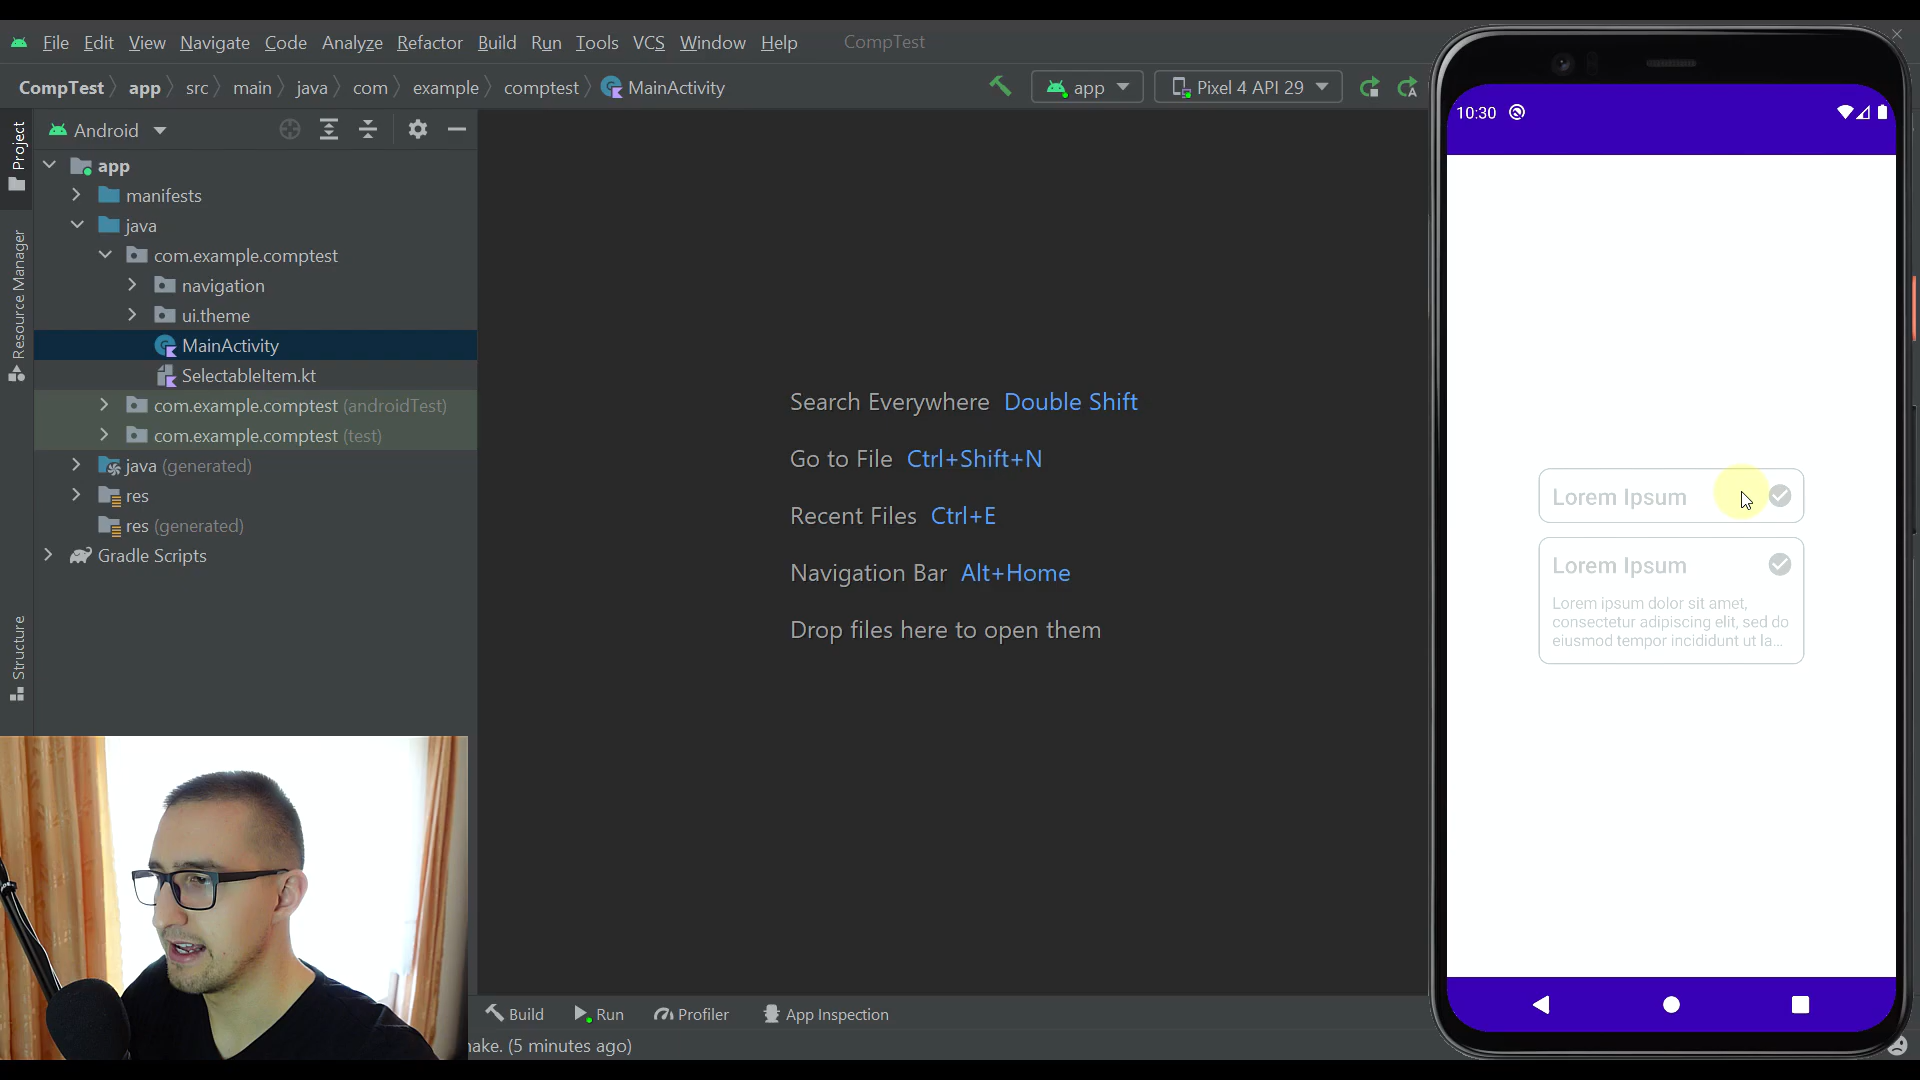 File Edit View Navigate Code Analyze Refactor Build Run Tools VCS Window Help CompTest
CompTest app src main java com example comptest MainActivity app Pixel 4 API 29
Project
Resource Manager
Structure
Android
app
manifests
java
com.example.comptest
navigation
ui.theme
MainActivity
SelectableItem.kt
com.example.comptest (androidTest)
com.example.comptest (test)
java (generated)
res
res (generated)
Gradle Scripts
Search Everywhere Double Shift
Go to File Ctrl+Shift+N
Recent Files Ctrl+E
Navigation Bar Alt+Home
Drop files here to open them
10:30
Lorem Ipsum
Lorem Ipsum
Lorem ipsum dolor sit amet,
consectetur adipiscing elit, sed do
eiusmod tempor incididunt ut la...
Build Run Profiler App Inspection
(5 minutes ago)